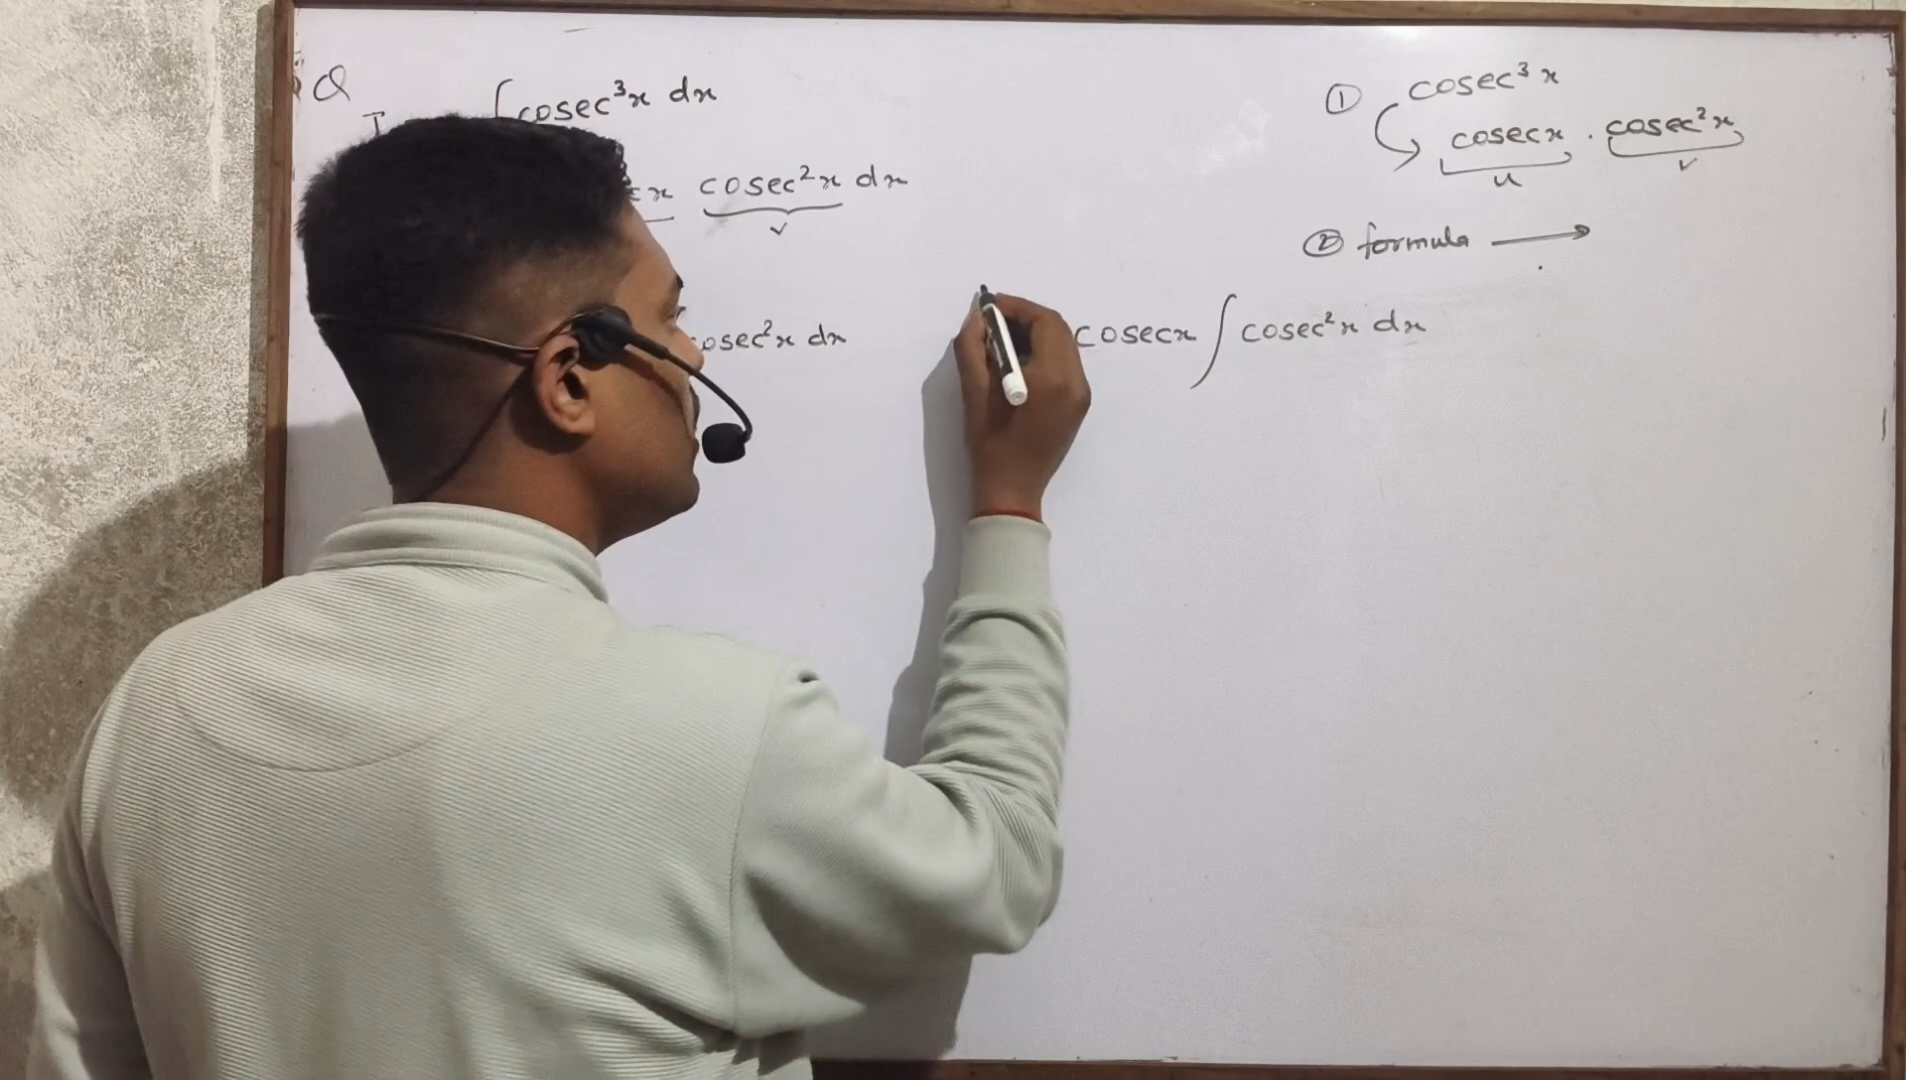 Q
I ∫cosec³x dx
x cosec²x dx
v
cosec²x dx cosecx ∫ cosec²x dx
① cosec³x
cosecx . cosec²x
u v
② formula →